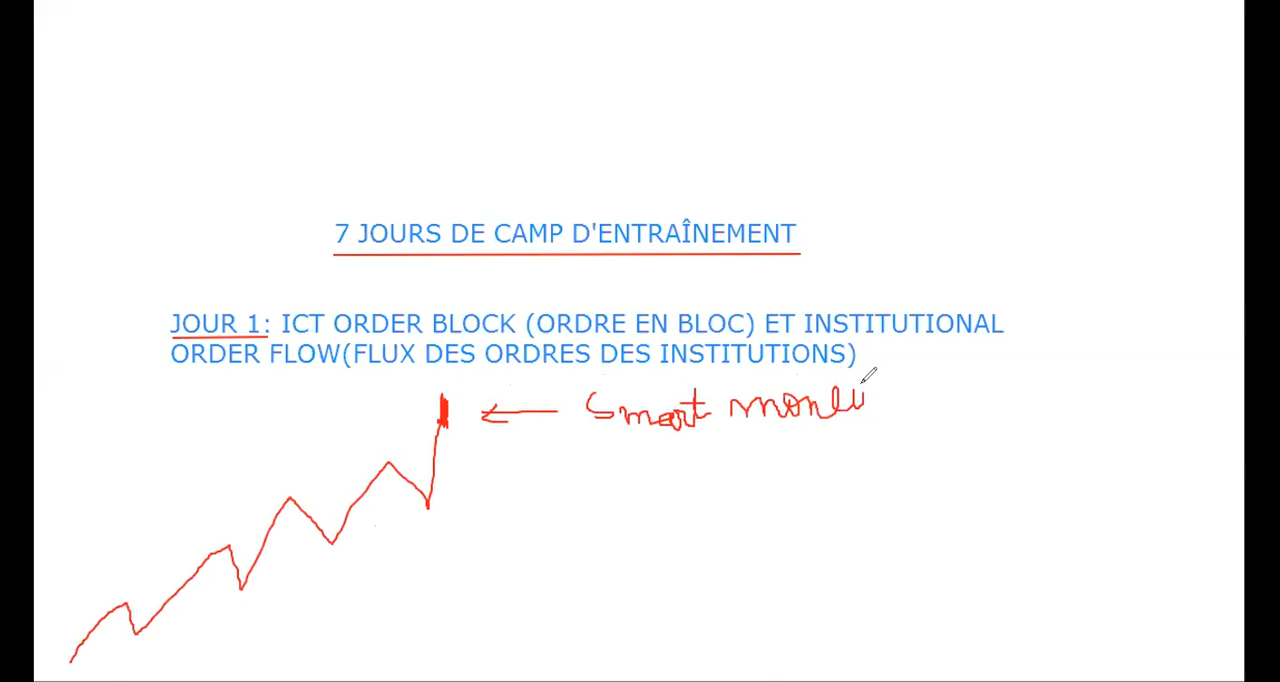 7 JOURS DE CAMP D'ENTRAÎNEMENT
JOUR 1: ICT ORDER BLOCK (ORDRE EN BLOC) ET INSTITUTIONAL
ORDER FLOW(FLUX DES ORDRES DES INSTITUTIONS)
Smart